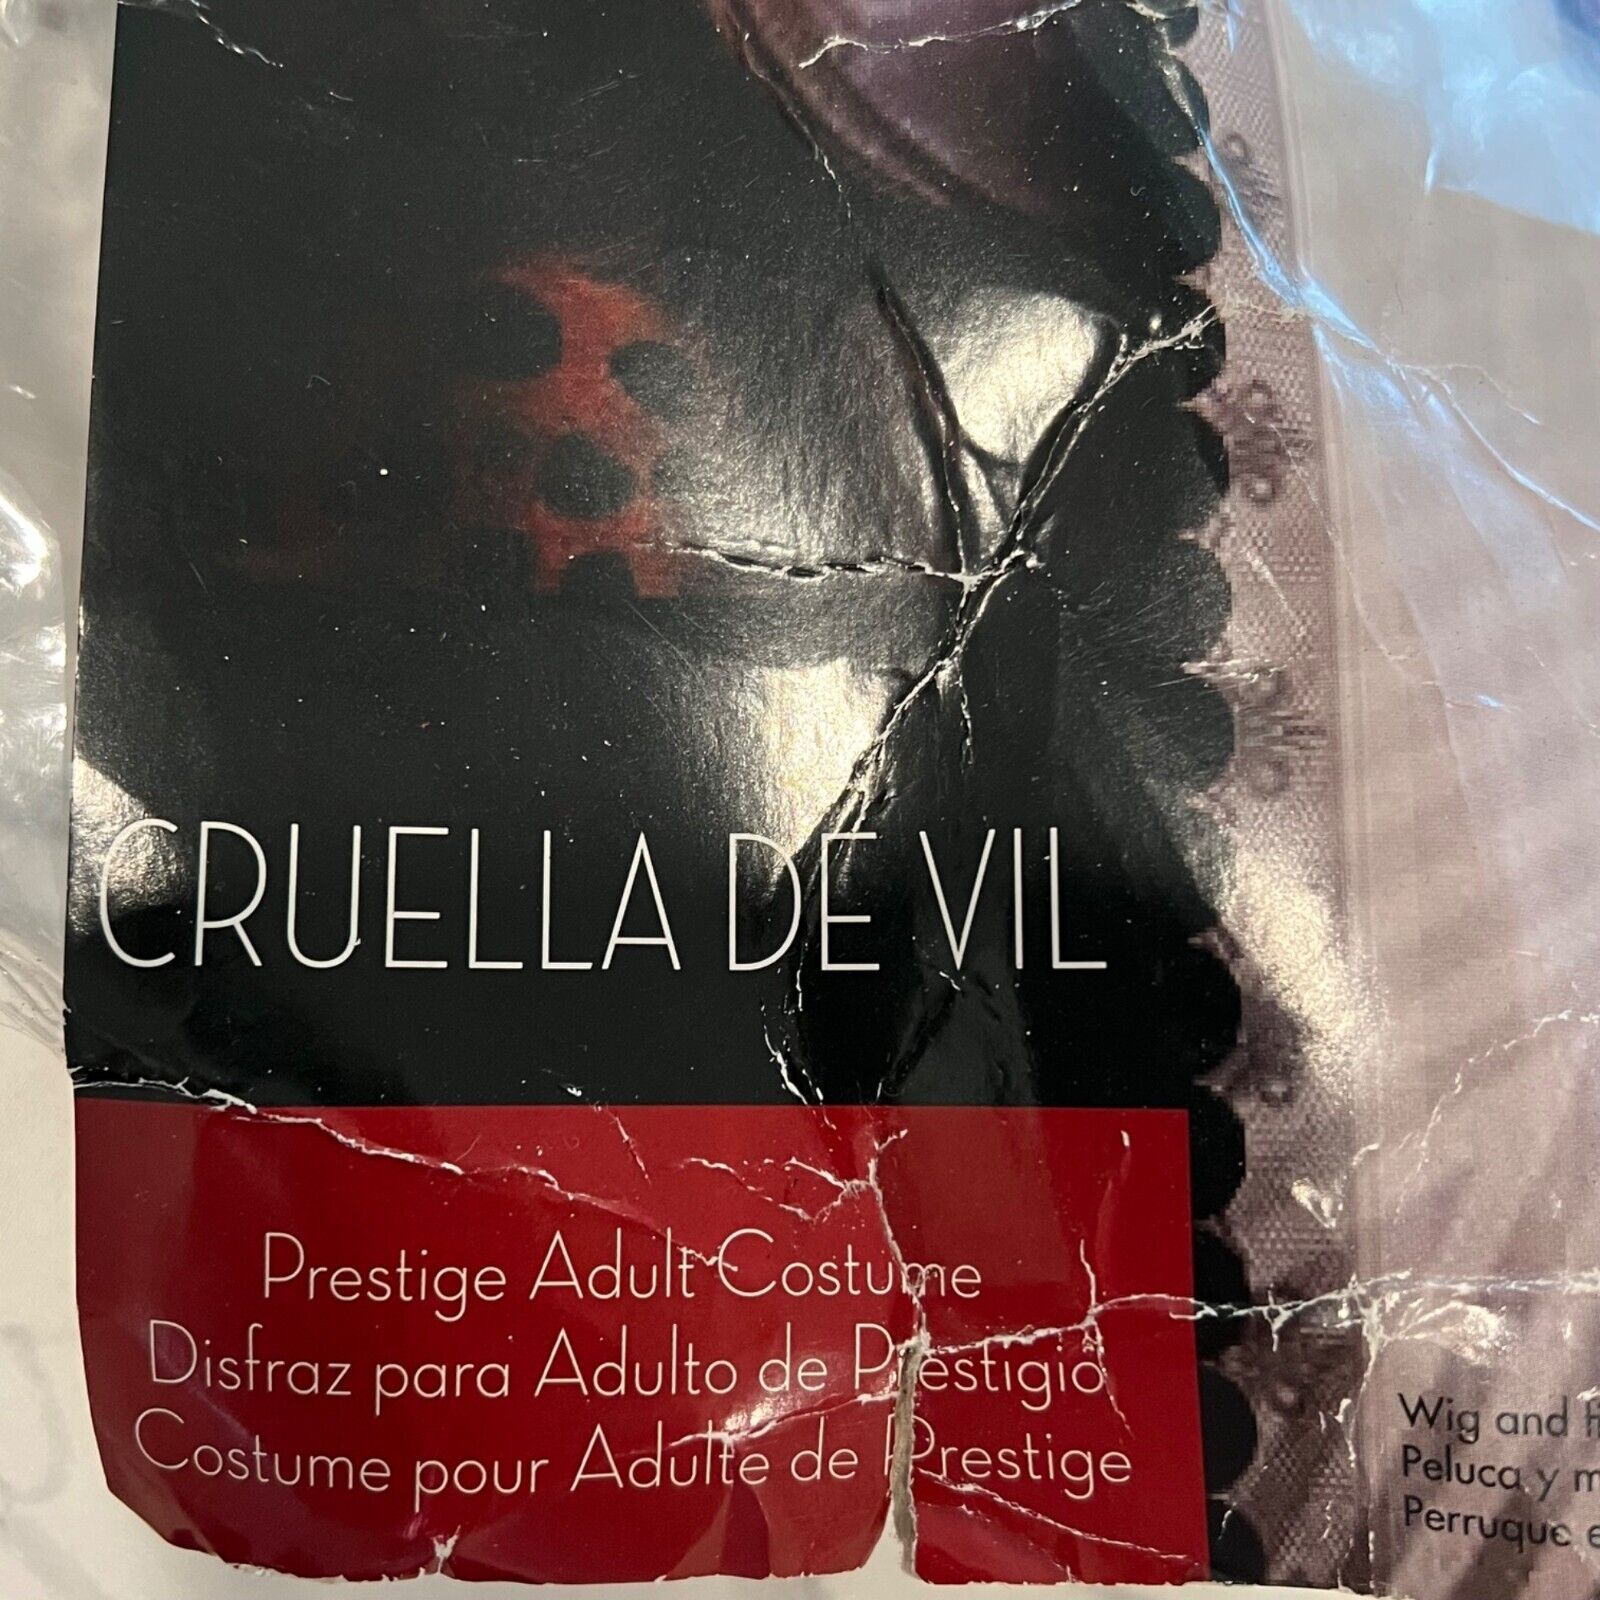 CRUELLA DE VIL
Prestige Adult Costume
Disfraz para Adulto de Prestigio
Costume pour Adulte de Prestige
Wig and
Peluca y
Perruque